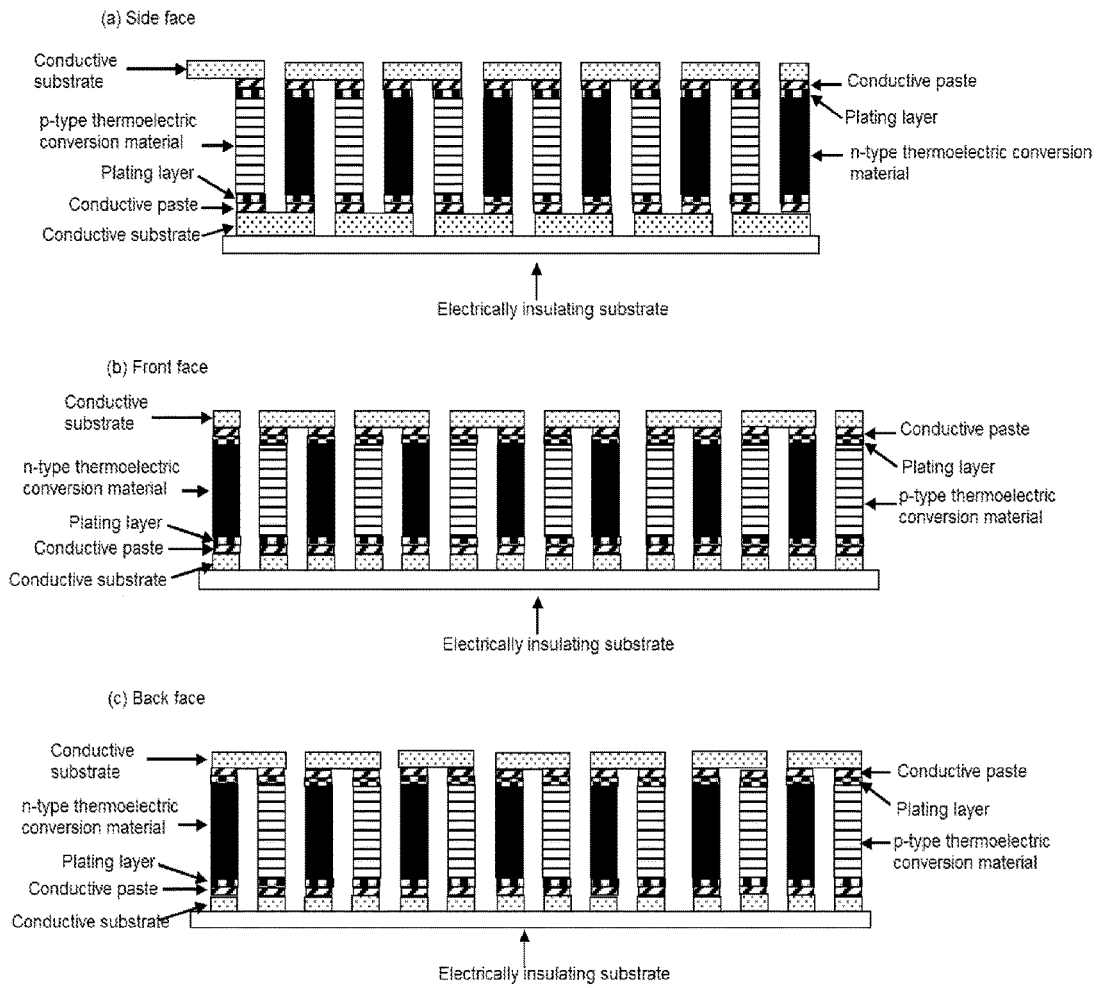 (a) Side face
Conductive
substrate
Conductive paste
Plating layer
p-type thermoelectric
conversion material
n-type thermoelectric conversion
material
Plating layer
Conductive paste
Conductive substrate
Electrically insulating substrate
(b) Front face
Conductive
substrate
Conductive paste
Plating layer
n-type thermoelectric
conversion material
p-type thermoelectric
conversion material
Plating layer
Conductive paste
Conductive substrate
Electrically insulating substrate
(c) Back face
Conductive
substrate
Conductive paste
Plating layer
n-type thermoelectric
conversion material
p-type thermoelectric
conversion material
Plating layer
Conductive paste
Conductive substrate
Electrically insulating substrate